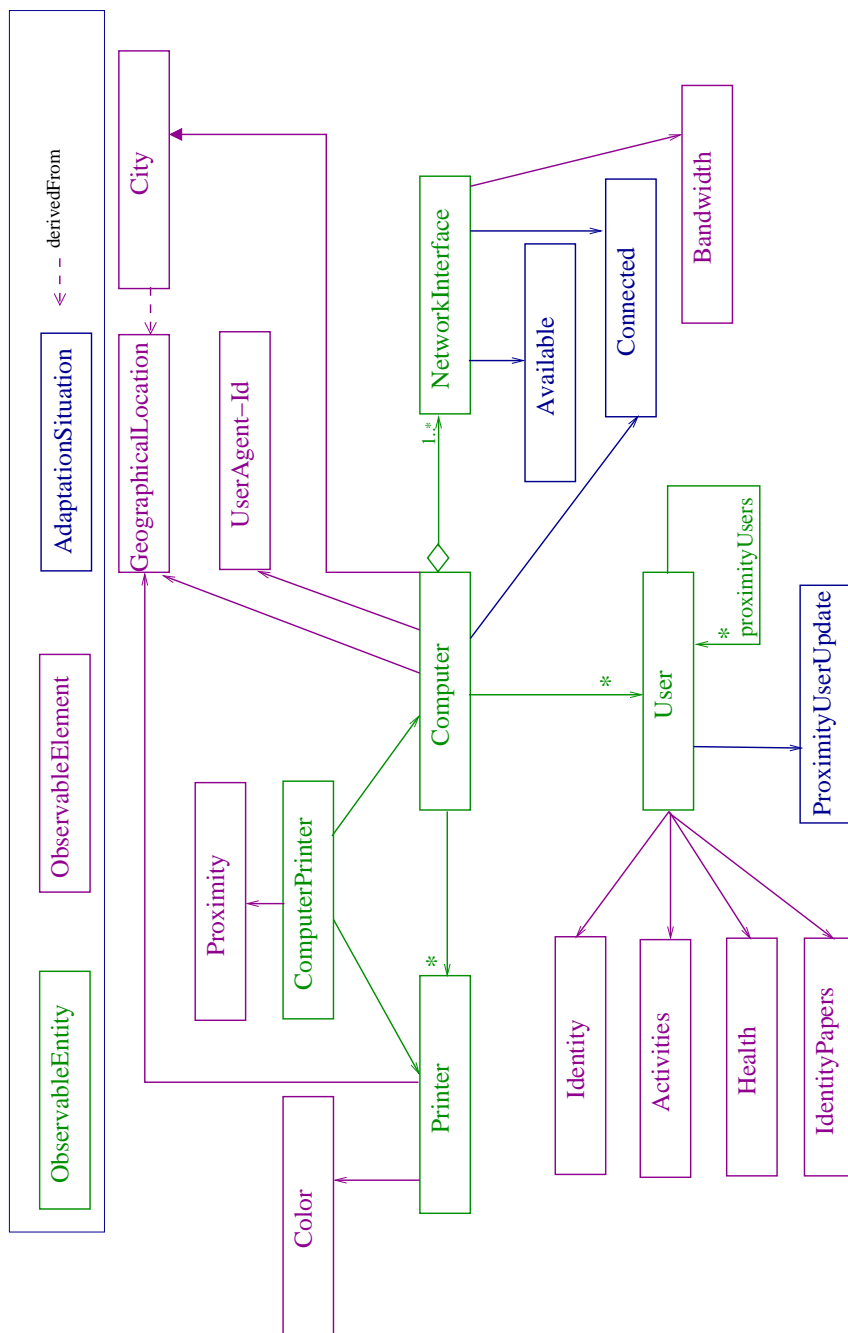 ObservableEntity
ObservableElement
AdaptationSituation
derivedFrom
GeographicalLocation
City
Proximity
UserAgent−Id
Color
ComputerPrinter
Printer
*
Computer
1..*
NetworkInterface
Available
Connected
Bandwidth
*
User
*
proximityUsers
ProximityUserUpdate
Identity
Activities
Health
IdentityPapers